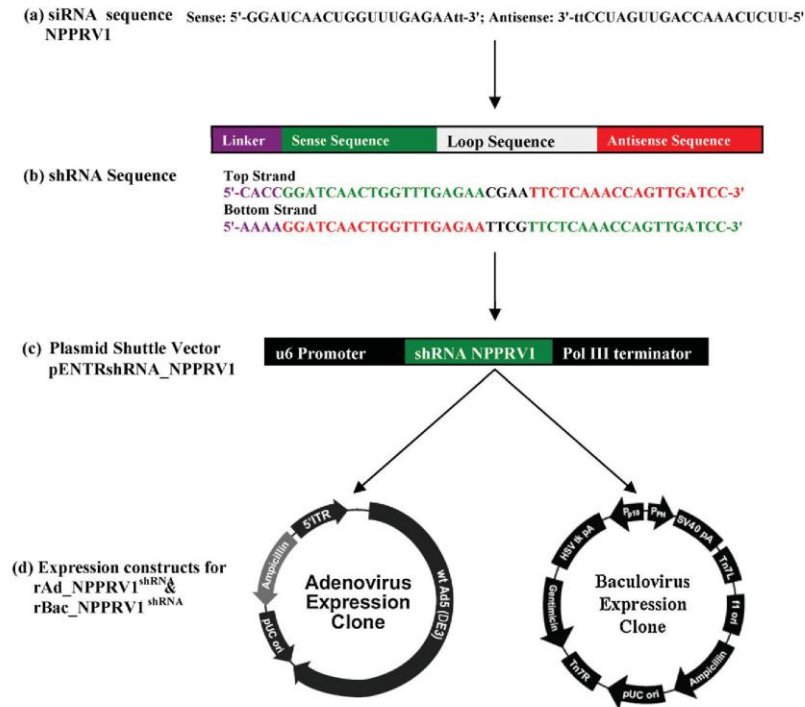 (a) siRNA sequence NPPRV1
Sense: 5'-GGAUCAACUGGUUUGAGAAtt-3'; Antisense: 3'-ttCCUAGUUGACCAAACUCUU-5'
Linker Sense Sequence Loop Sequence Antisense Sequence
(b) shRNA Sequence
Top Strand
5'-CACCGGATCAACTGGTTTGAGAACGAATTCTCAAACCAGTTGATCC-3'
Bottom Strand
5'-AAAAGGATCAACTGGTTTGAGAATTCGTTCTCAAACCAGTTGATCC-3'
(c) Plasmid Shuttle Vector
pENTRshRNA_NPPRV1
u6 Promoter shRNA NPPRV1 Pol III terminator
(d) Expression constructs for
rAd_NPPRV1shRNA &
rBac_NPPRV1 shRNA
5'ITR
Ampicillin
pUC ori
wt Ad5 (DE3)
Adenovirus
Expression
Clone
PP10
PPH
SV40 pA
Tn7L
f1 ori
Ampicillin
pUC ori
Tn7R
Gentimicin
HSV tk pA
Baculovirus
Expression
Clone